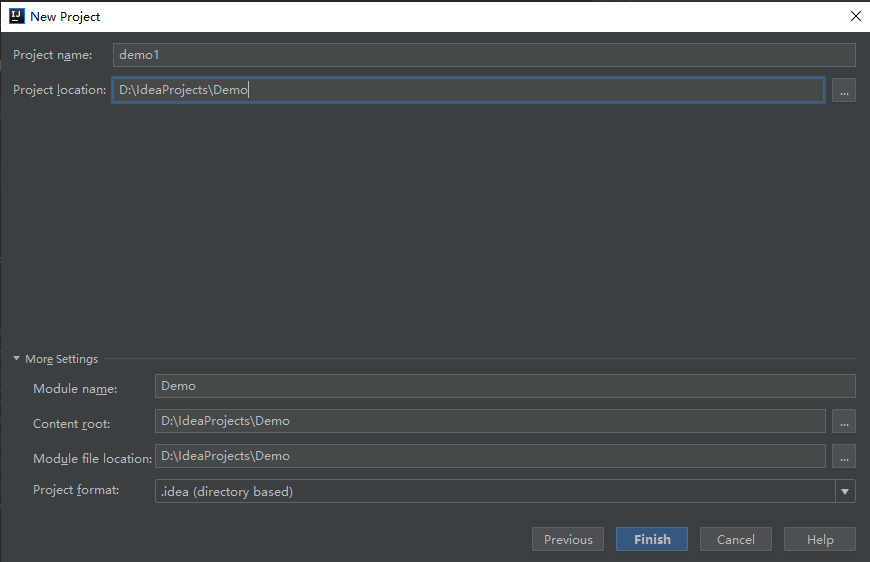 IJ New Project
Project name: demo1
Project location: D:\IdeaProjects\Demo ...
More Settings
Module name: Demo
Content root: D:\IdeaProjects\Demo ...
Module file location: D:\IdeaProjects\Demo ...
Project format: .idea (directory based)
Previous Finish Cancel Help